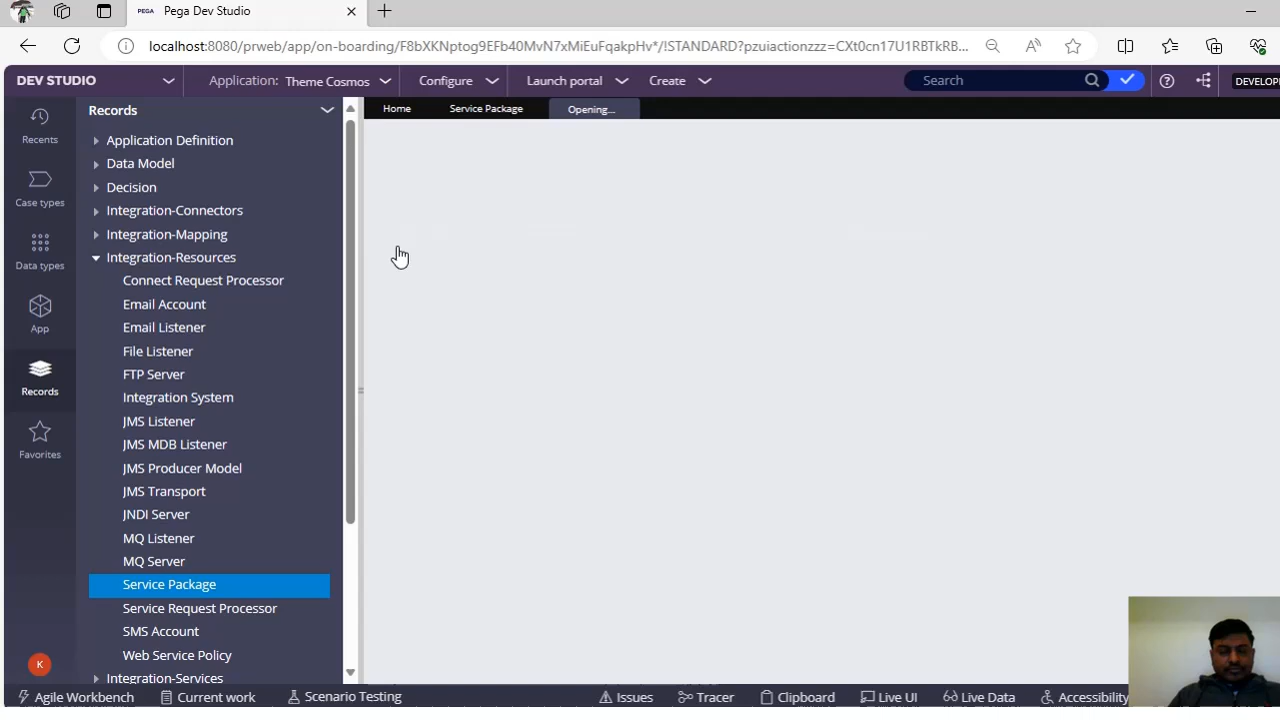 PEGA Pega Dev Studio
localhost:8080/prweb/app/on-boarding/F8bXKNptog9EFb40MvN7xMiEuFqakpHv*/!STANDARD?pzuiactionzzz=CXt0cn17U1RBTkRB...
DEV STUDIO Application: Theme Cosmos Configure Launch portal Create Search DEVELOP
Records Home Service Package Opening...
Recents
Case types
Data types
App
Records
Favorites
K
Application Definition
Data Model
Decision
Integration-Connectors
Integration-Mapping
Integration-Resources
Connect Request Processor
Email Account
Email Listener
File Listener
FTP Server
Integration System
JMS Listener
JMS MDB Listener
JMS Producer Model
JMS Transport
JNDI Server
MQ Listener
MQ Server
Service Package
Service Request Processor
SMS Account
Web Service Policy
Integration-Services
Agile Workbench Current work Scenario Testing Issues Tracer Clipboard Live UI Live Data Accessibility